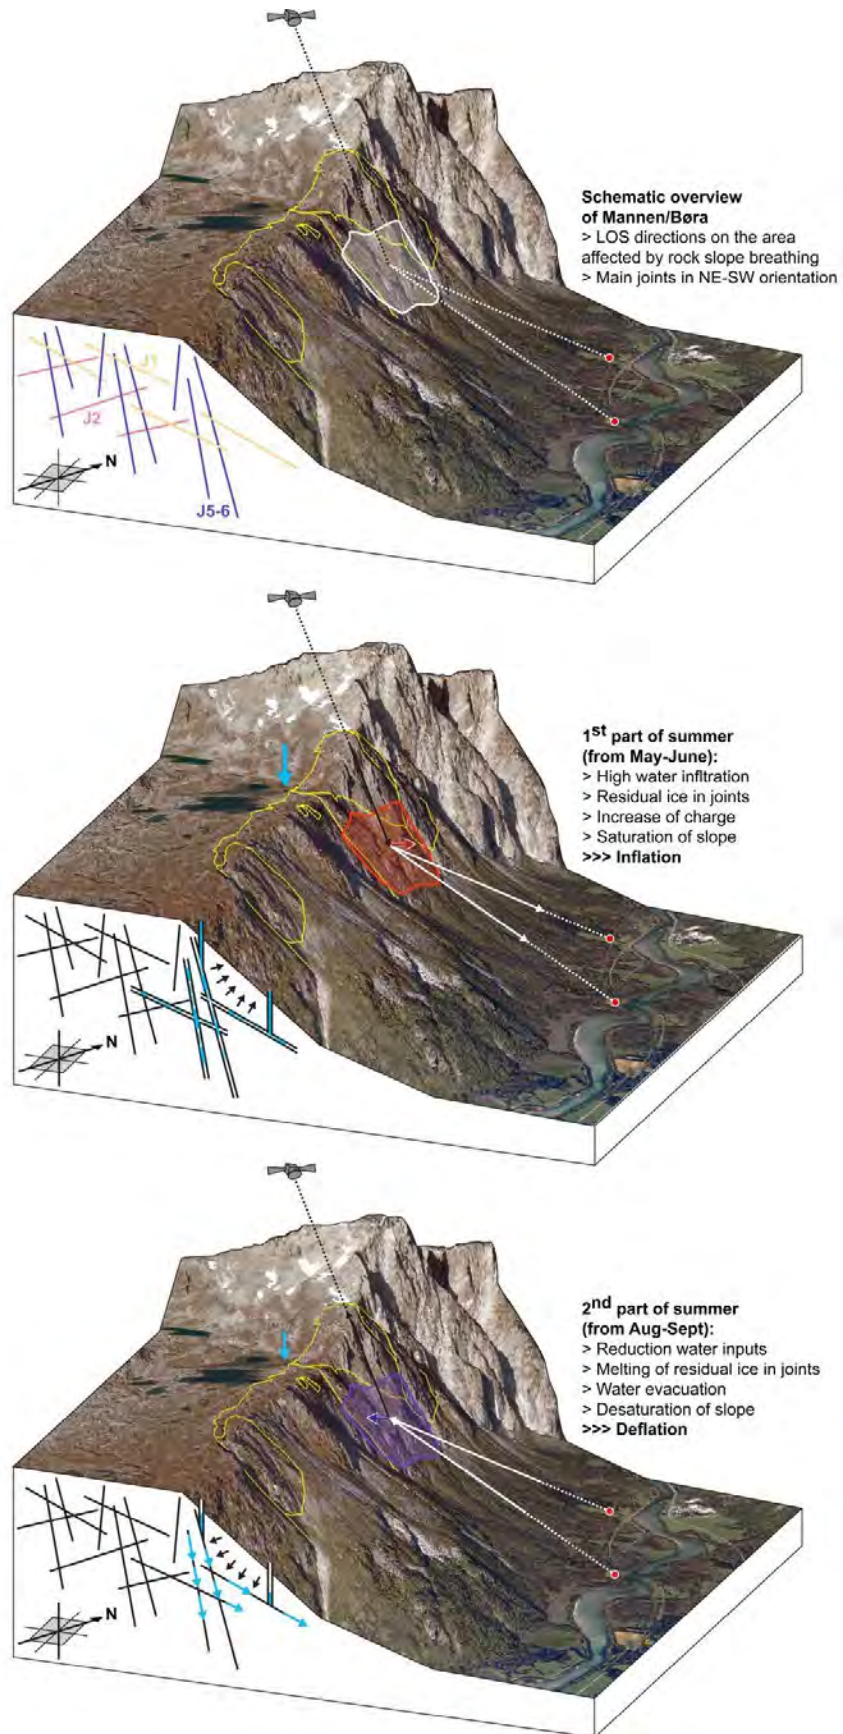 Schematic overview
of Mannen/Børa
> LOS directions on the area
affected by rock slope breathing
> Main joints in NE-SW orientation
J1
J2
N
J5-6
1st part of summer
(from May-June):
> High water infltration
> Residual ice in joints
> Increase of charge
> Saturation of slope
>>> Inflation
N
2nd part of summer
(from Aug-Sept):
> Reduction water inputs
> Melting of residual ice in joints
> Water evacuation
> Desaturation of slope
>>> Deflation
N